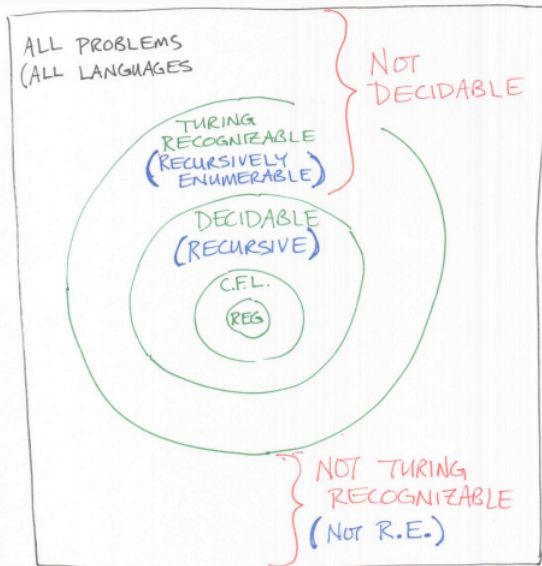 ALL PROBLEMS
(ALL LANGUAGES
NOT
DECIDABLE
TURING
RECOGNIZABLE
(RECURSIVELY
ENUMERABLE)
DECIDABLE
(RECURSIVE)
C.F.L.
REG
NOT TURING
RECOGNIZABLE
(NOT R.E.)